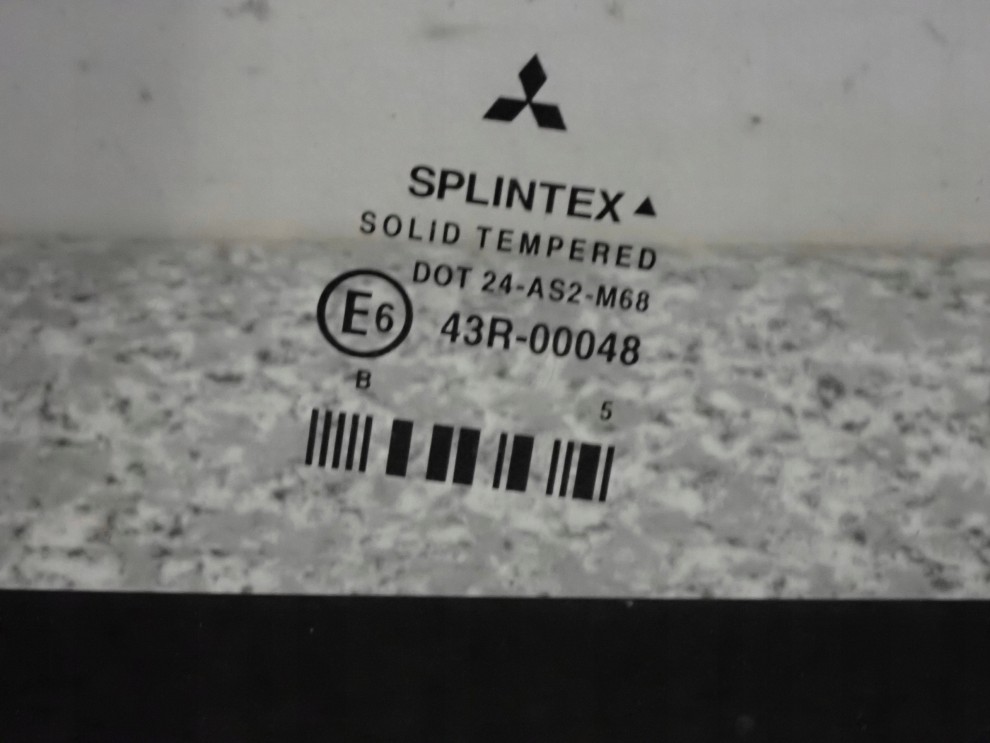 SPLINTEX▲
SOLID TEMPERED
DOT 24-AS2-M68
E6 43R-00048
B 5